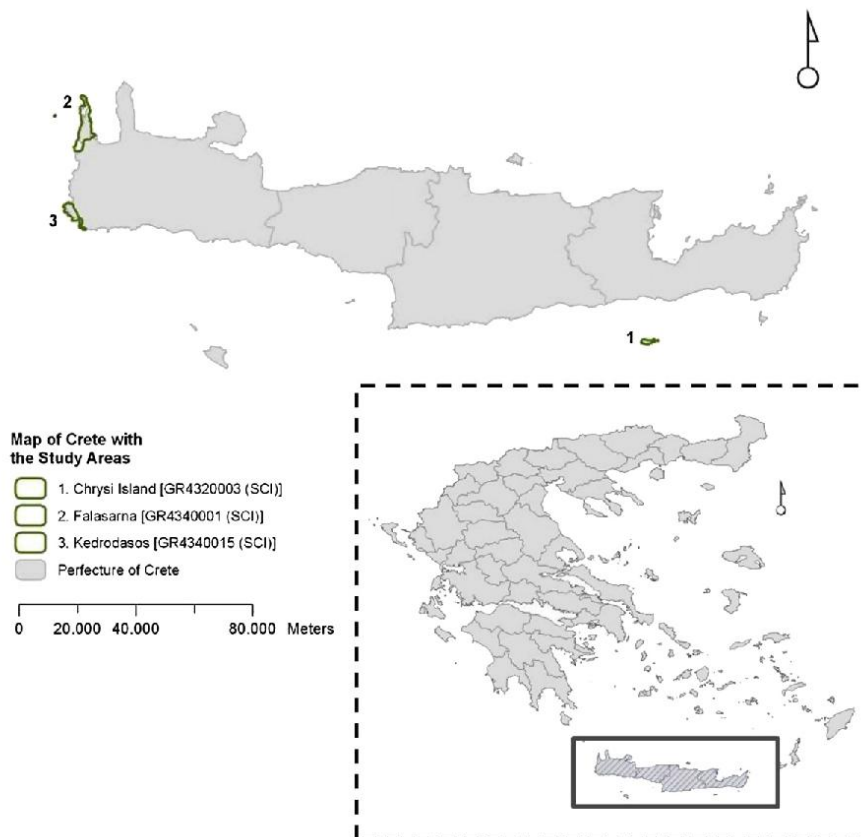 2
3
1
Map of Crete with
the Study Areas
1. Chrysi Island [GR4320003 (SCI)]
2. Falasarna [GR4340001 (SCI)]
3. Kedrodasos [GR4340015 (SCI)]
Perfecture of Crete
0 20.000 40.000 80.000 Meters